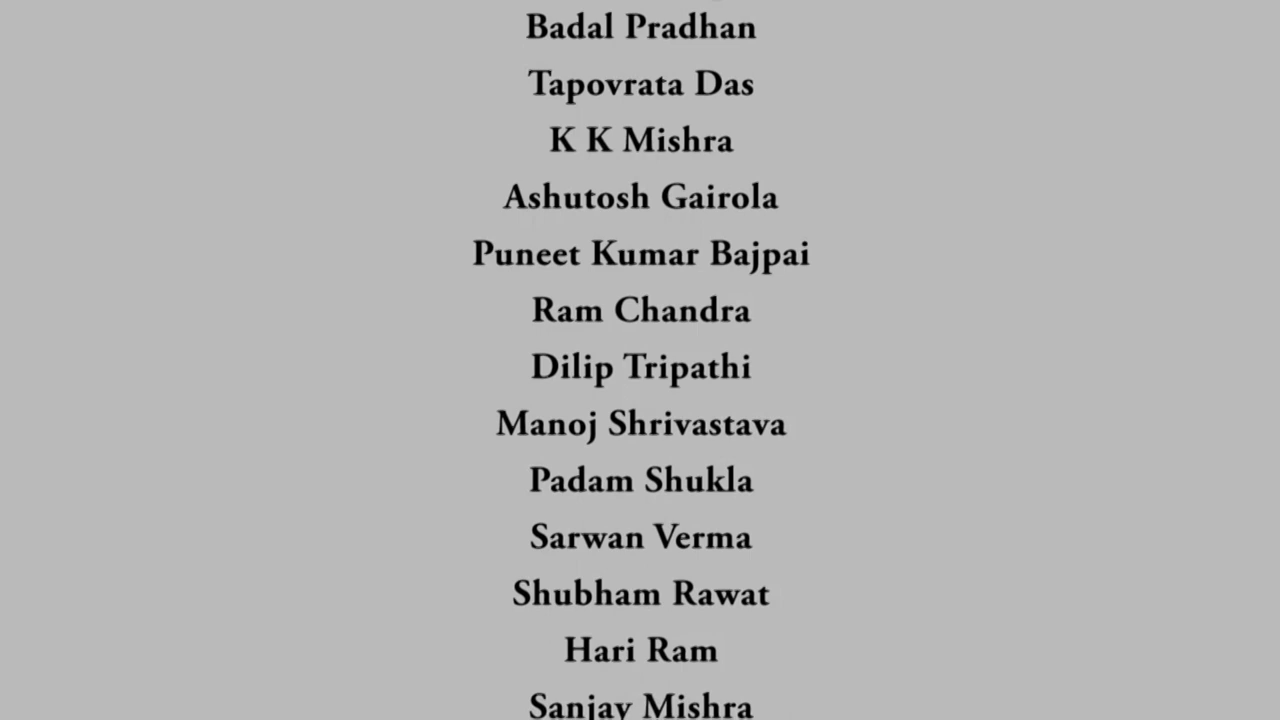 Badal Pradhan
Tapovrata Das
K K Mishra
Ashutosh Gairola
Puneet Kumar Bajpai
Ram Chandra
Dilip Tripathi
Manoj Shrivastava
Padam Shukla
Sarwan Verma
Shubham Rawat
Hari Ram
Sanjay Mishra